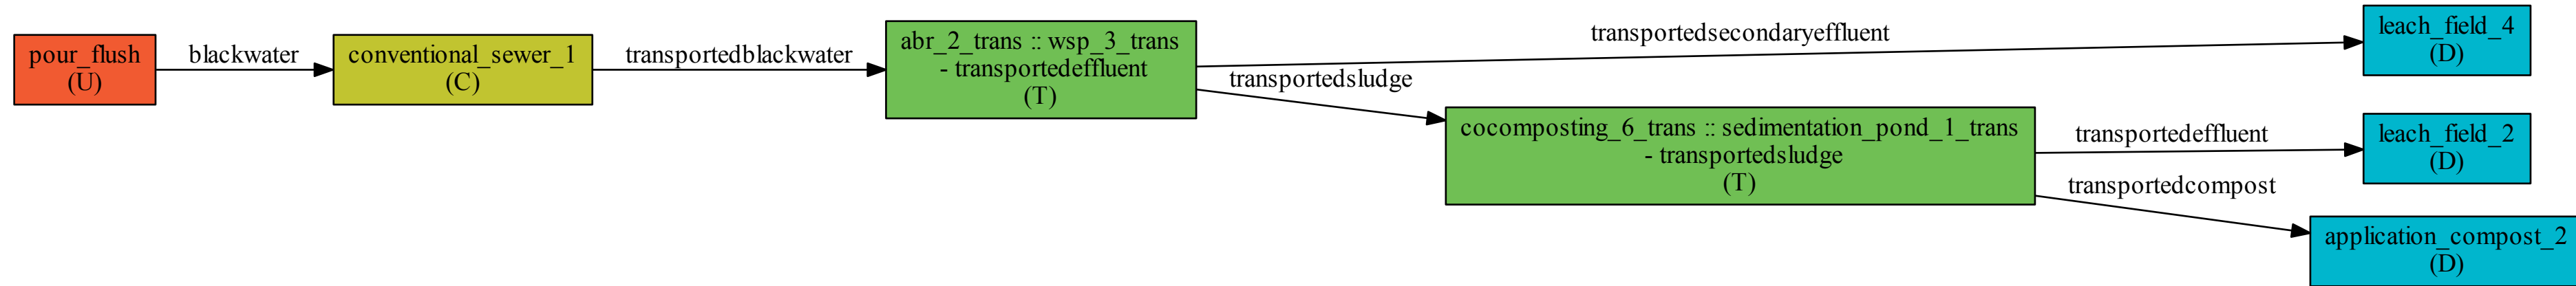 pour_flush
(U)
blackwater
conventional_sewer_1
(C)
transportedblackwater
abr_2_trans :: wsp_3_trans
- transportedeffluent
(T)
transportedsecondaryeffluent
leach_field_4
(D)
transportedsludge
cocomposting_6_trans :: sedimentation_pond_1_trans
- transportedsludge
(T)
transportedeffluent
leach_field_2
(D)
transportedcompost
application_compost_2
(D)